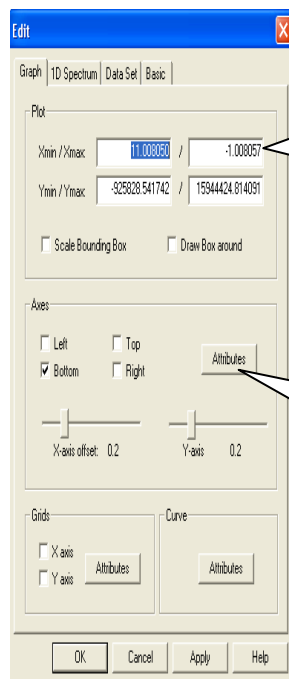 Edit
Graph 1D Spectrum Data Set Basic
Plot
Xmin / Xmax: 11.008050 / -1.008057
Ymin / Ymax: -925828.541742 / 15944424.814091
Scale Bounding Box Draw Box around
Axes
Left Top
Bottom Right
Attributes
X-axis offset: 0.2 Y-axis 0.2
Grids Curve
X axis
Y axis
Attributes Attributes
OK Cancel Apply Help